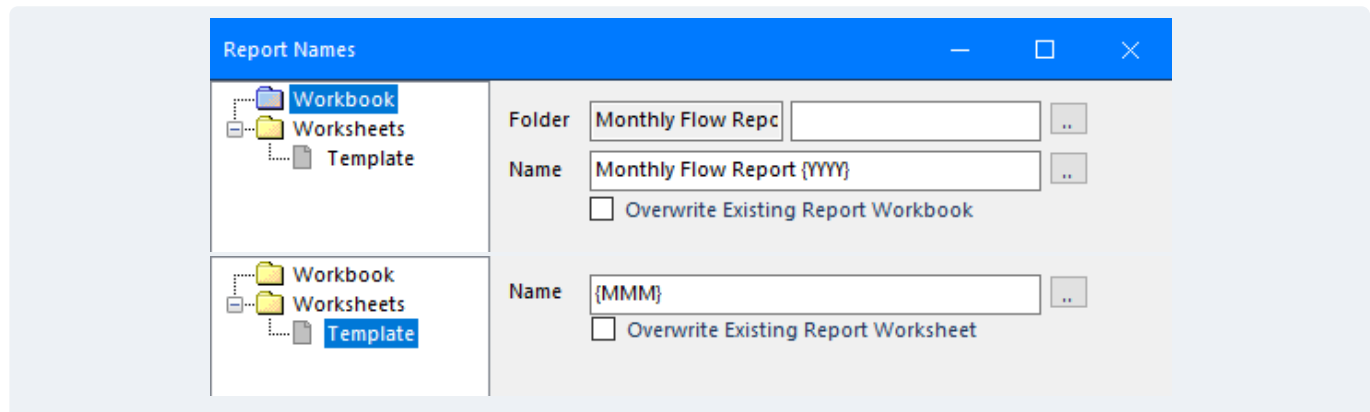 Report Names
Workbook
Worksheets
Template
Folder Monthly Flow Repc ..
Name Monthly Flow Report {YYYY} ..
Overwrite Existing Report Workbook
Workbook
Worksheets
Template
Name {MMM} ..
Overwrite Existing Report Worksheet